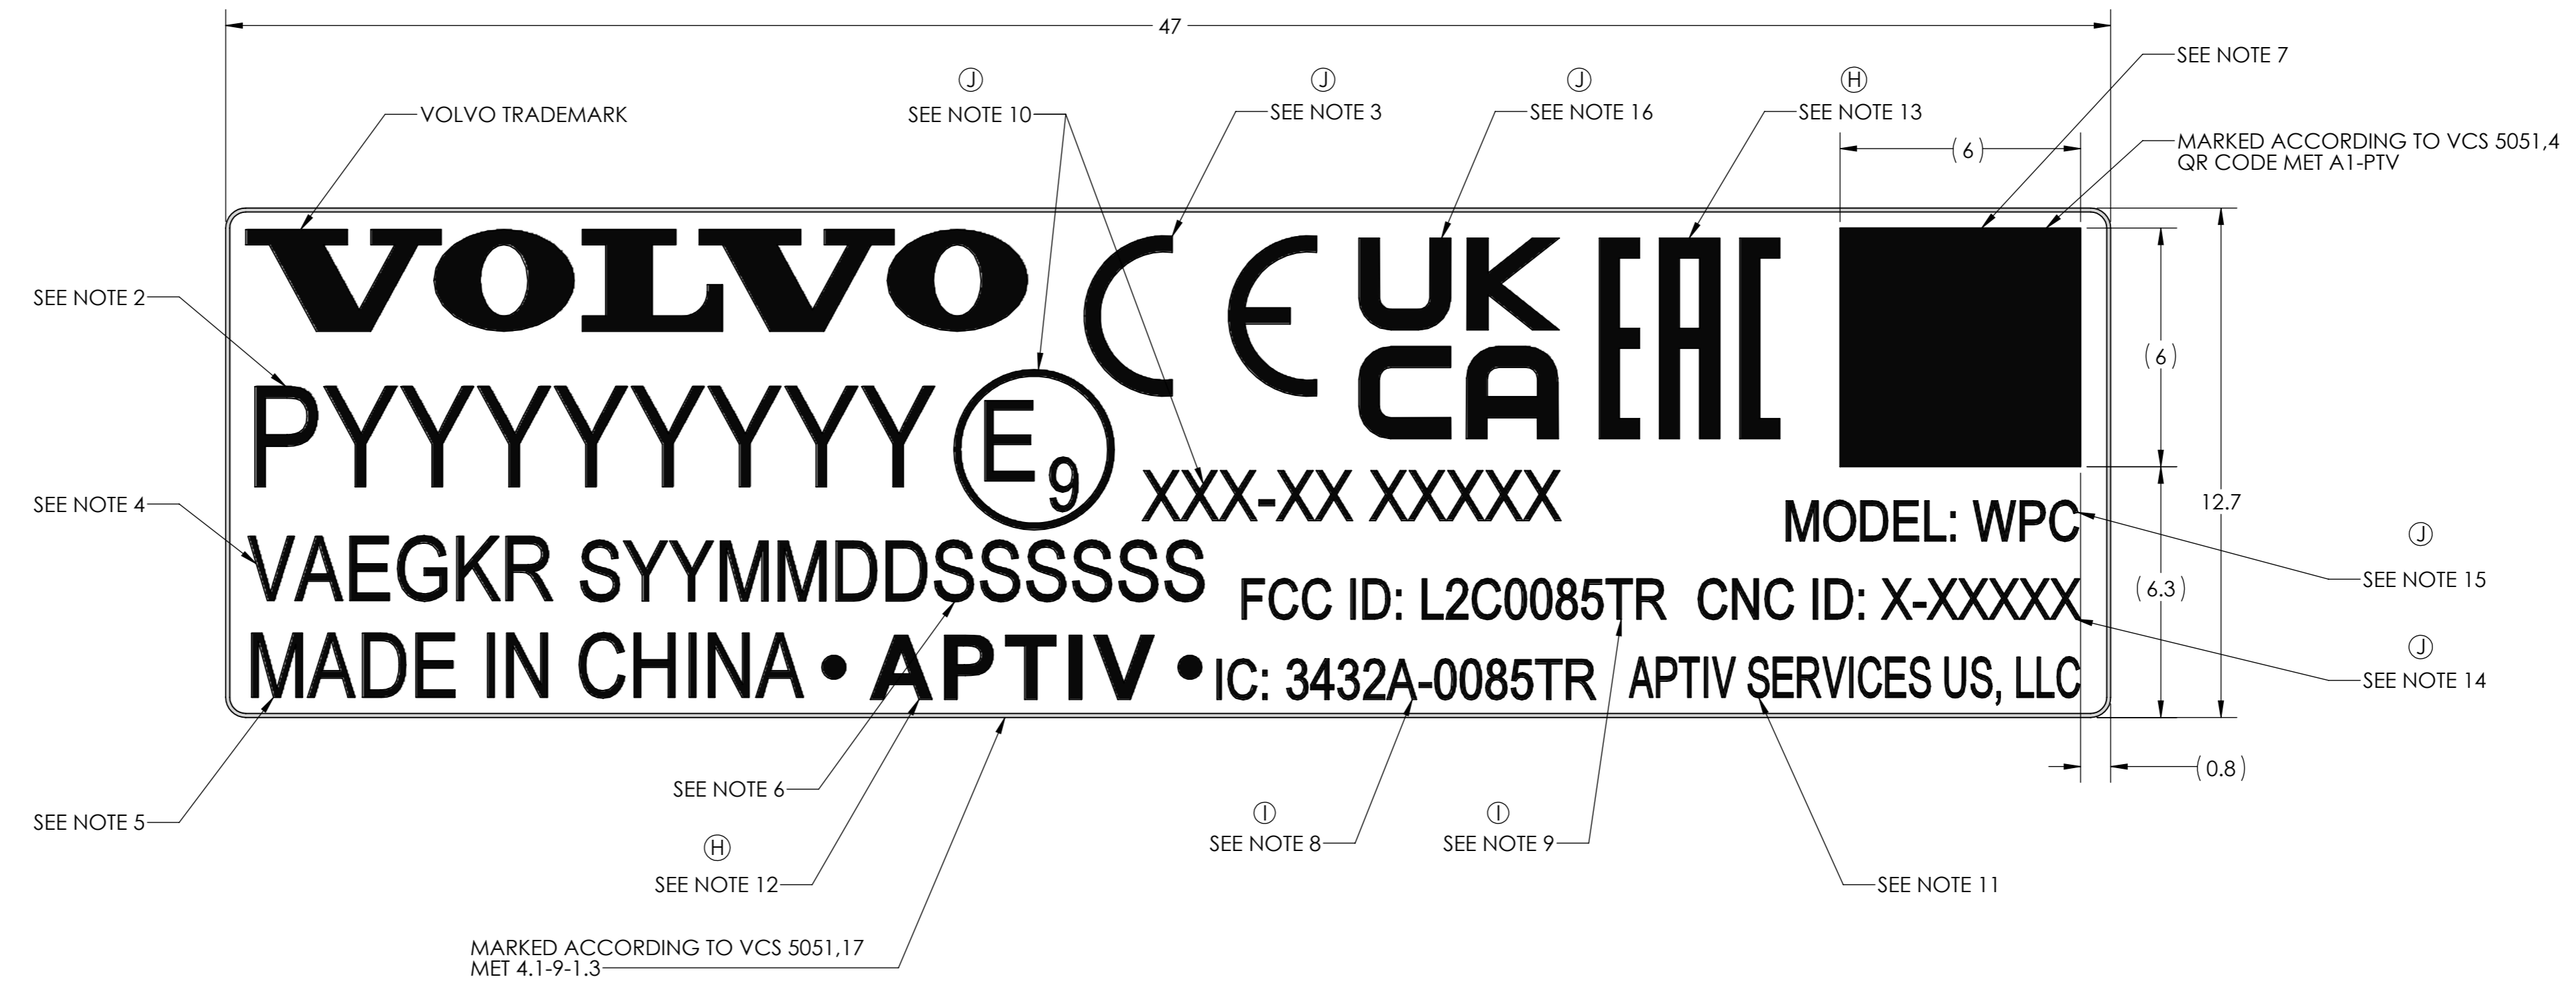 47
SEE NOTE 7
VOLVO TRADEMARK
J
SEE NOTE 10
J
SEE NOTE 3
J
SEE NOTE 16
H
SEE NOTE 13
(6)
MARKED ACCORDING TO VCS 5051,4
QR CODE MET A1-PTV
VOLVO CE UK
CA EAC
SEE NOTE 2
PYYYYYYYY E9
(6)
XXX-XX XXXXX
12.7
SEE NOTE 4
MODEL: WPC
J
SEE NOTE 15
VAEGKR SYYMMDDSSSSSS
FCC ID: L2C0085TR CNC ID: X-XXXXX
(6.3)
MADE IN CHINA • APTIV • IC: 3432A-0085TR APTIV SERVICES US, LLC
J
SEE NOTE 14
(0.8)
SEE NOTE 6
SEE NOTE 5
I
SEE NOTE 8
I
SEE NOTE 9
H
SEE NOTE 12
SEE NOTE 11
MARKED ACCORDING TO VCS 5051,17
MET 4.1-9-1.3